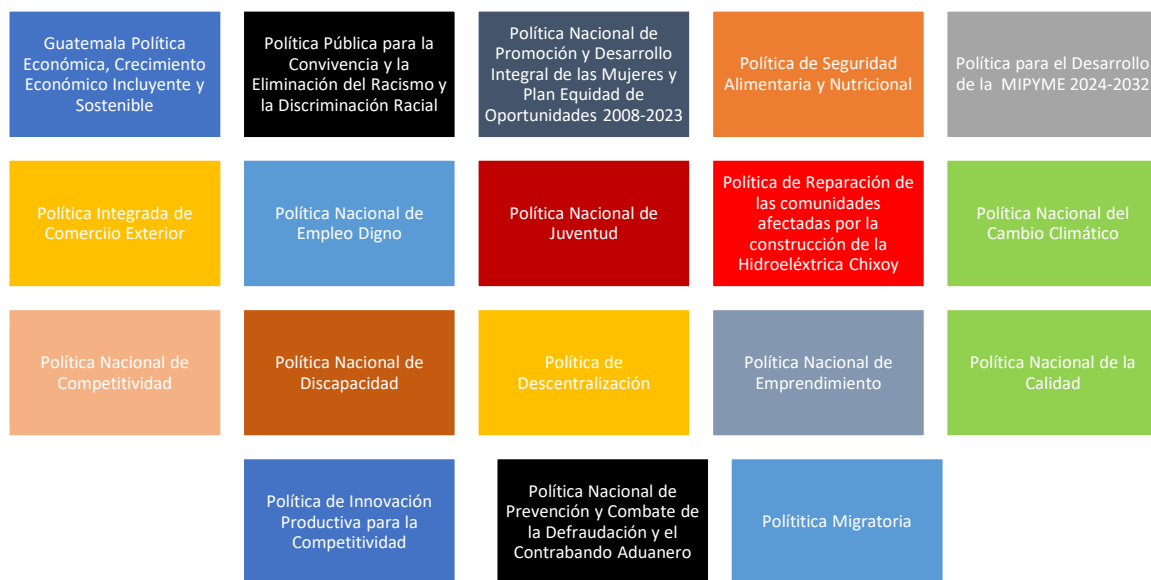 Guatemala Política
Económica, Crecimiento
Económico Incluyente y
Sostenible
Política Pública para la
Convivencia y la
Eliminación del Racismo y
la Discriminación Racial
Política Nacional de
Promoción y Desarrollo
Integral de las Mujeres y
Plan Equidad de
Oportunidades 2008-2023
Política de Seguridad
Alimentaria y Nutricional
Política para el Desarrollo
de la MIPYME 2024-2032
Política Integrada de
Comerciio Exterior
Política Nacional de
Empleo Digno
Política Nacional de
Juventud
Política de Reparación de
las comunidades
afectadas por la
construcción de la
Hidroeléxtrica Chixoy
Política Nacional del
Cambio Climático
Política Nacional de
Competitividad
Política Nacional de
Discapacidad
Política de
Descentralización
Política Nacional de
Emprendimiento
Política Nacional de la
Calidad
Política de Innovación
Productiva para la
Competitividad
Política Nacional de
Prevención y Combate de
la Defraudación y el
Contrabando Aduanero
Polítitica Migratoria